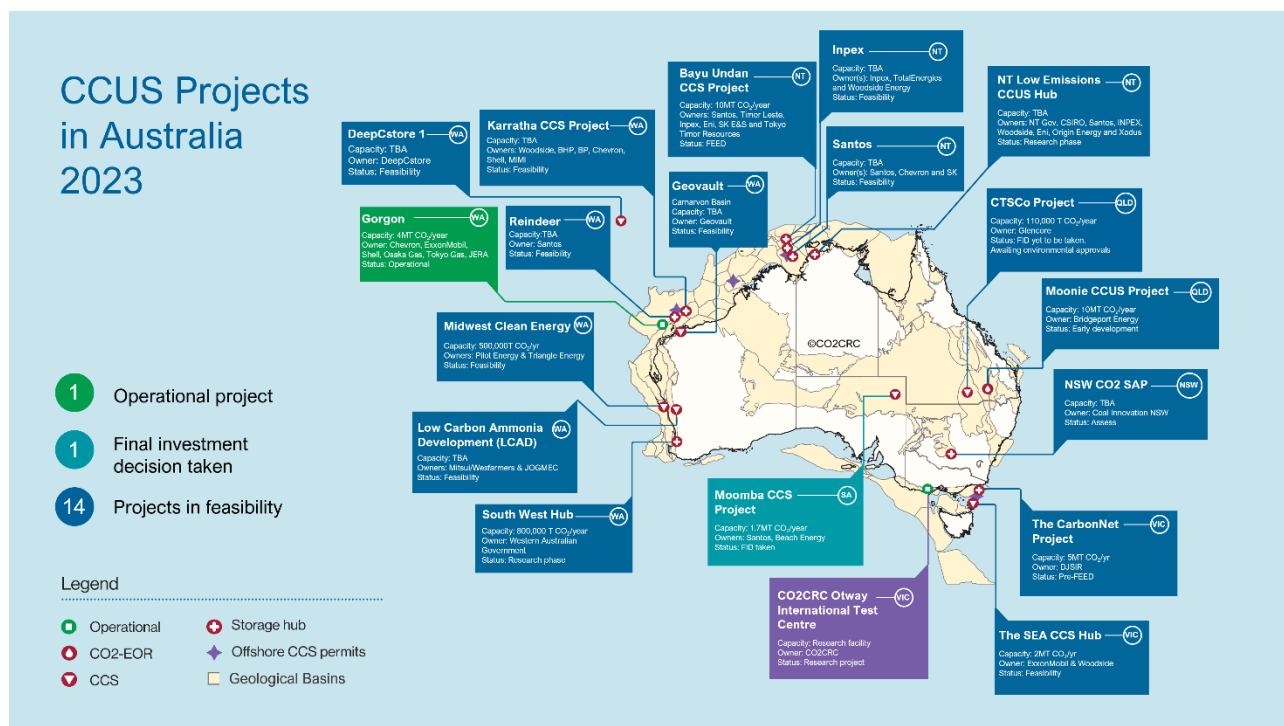 CCUS Projects
in Australia
2023
DeepCstore 1
WA
Capacity: TBA
Owner: DeepCstore
Status: Feasibility
Karratha CCS Project
WA
Capacity: TBA
Owners: Woodside, BHP, BP, Chevron,
Shell, MIMI
Status: Feasibility
Bayu Undan
CCS Project
NT
Capacity: 10MT CO₂/year
Owners: Santos, Timor Leste,
Inpex, Eni, SK E&S and Tokyo
Timor Resources
Status: FEED
Inpex
NT
Capacity: TBA
Owner(s): Inpex, TotalEnergies
and Woodside Energy
Status: Feasibility
NT Low Emissions
CCUS Hub
NT
Capacity: TBA
Owners: NT Gov, CSIRO, Santos, INPEX,
Woodside, Eni, Origin Energy and Xodus
Status: Research phase
Santos
NT
Capacity: TBA
Owner(s): Santos, Chevron and SK
Status: Feasibility
Geovault
WA
Carnarvon Basin
Capacity: TBA
Owner: Geovault
Status: Feasibility
Gorgon
WA
Capacity: 4MT CO₂/year
Owner: Chevron, ExxonMobil,
Shell, Osaka Gas, Tokyo Gas, JERA
Status: Operational
Reindeer
WA
Capacity:TBA
Owner: Santos
Status: Feasibility
CTSCo Project
QLD
Capacity: 110,000 T CO₂/year
Owner: Glencore
Status: FID yet to be taken.
Awaiting environmental approvals
Moonie CCUS Project
QLD
Capacity: 10MT CO₂/year
Owner: Bridgeport Energy
Status: Early development
Midwest Clean Energy
WA
Capacity: 500,000T CO₂/yr
Owners: Pilot Energy & Triangle Energy
Status: Feasibility
©CO2CRC
NSW CO2 SAP
NSW
Capacity: TBA
Owner: Coal Innovation NSW
Status: Assess
1
Operational project
1
Final investment
decision taken
14
Projects in feasibility
Low Carbon Ammonia
Development (LCAD)
WA
Capacity: TBA
Owners: Mitsui/Wesfarmers & JOGMEC
Status: Feasibility
South West Hub
WA
Capacity: 800,000 T CO₂/year
Owner: Western Australian
Government
Status: Research phase
Moomba CCS
Project
SA
Capacity: 1.7MT CO₂/year
Owners: Santos, Beach Energy
Status: FID taken
The CarbonNet
Project
VIC
Capacity: 5MT CO₂/yr
Owner: DJSIR
Status: Pre-FEED
CO2CRC Otway
International Test
Centre
VIC
Capacity: Research facility
Owner: CO2CRC
Status: Research project
The SEA CCS Hub
VIC
Capacity: 2MT CO₂/yr
Owner: ExxonMobil & Woodside
Status: Feasibility
Legend
Operational
CO2-EOR
CCS
Storage hub
Offshore CCS permits
Geological Basins